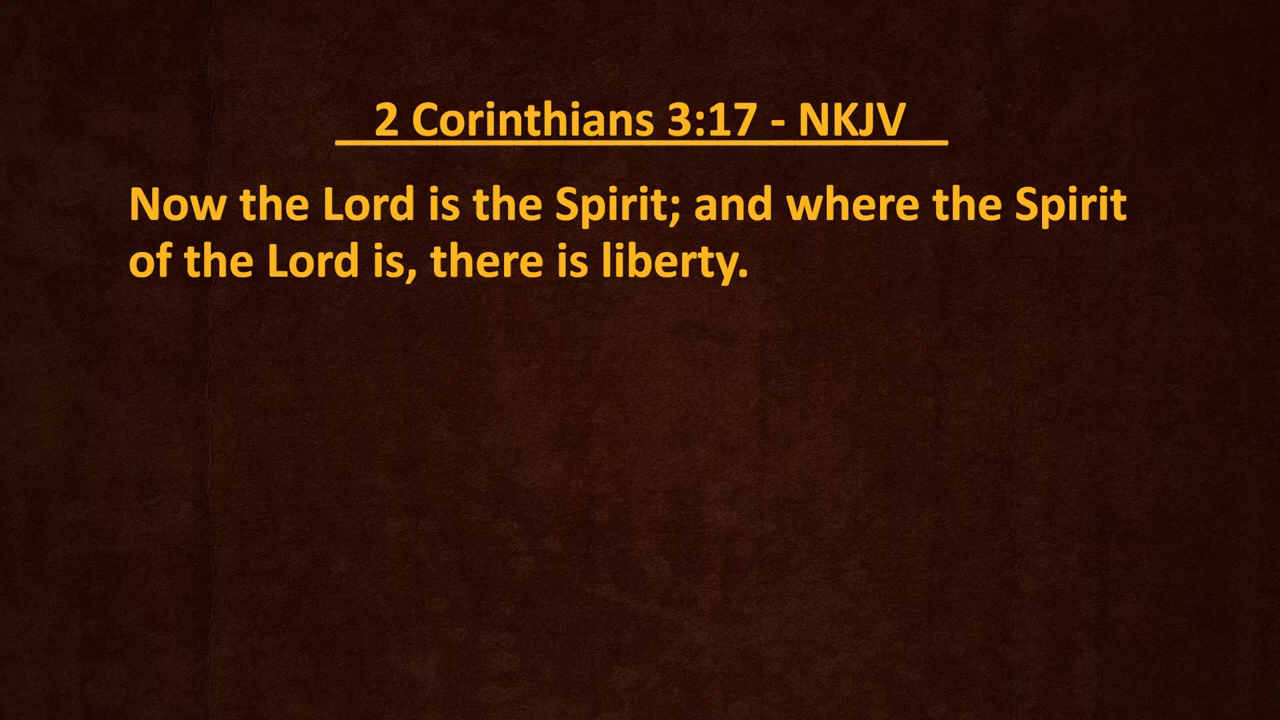 2 Corinthians 3:17 - NKJV
Now the Lord is the Spirit; and where the Spirit
of the Lord is, there is liberty.